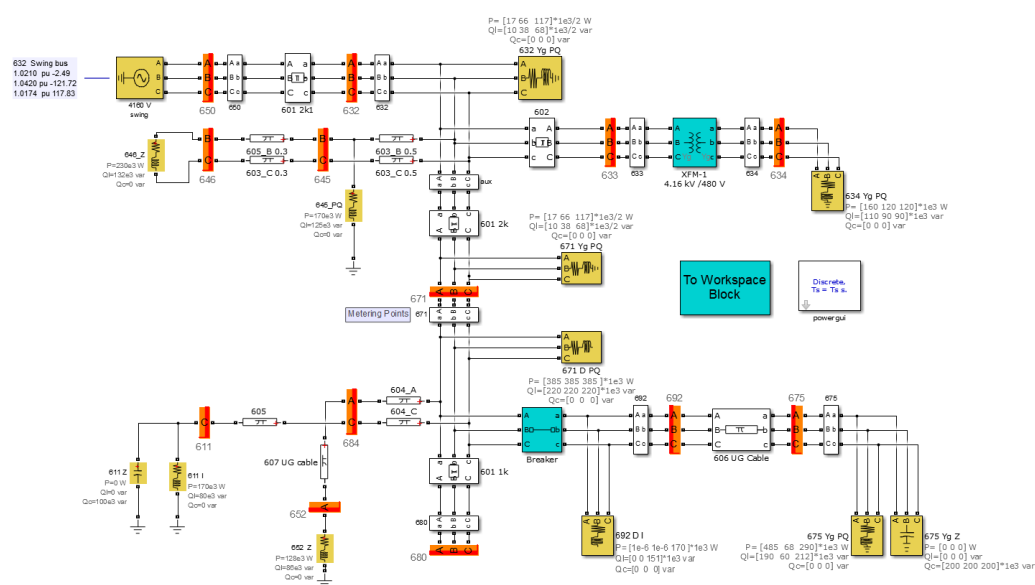 632 Swing bus
1.0210 pu -2.49
1.0420 pu -121.72
1.0174 pu 117.83
4160 V
swing
A
B
C
650
A a
B b
C c
650
A a
B b
C c
601 2k1
A
B
C
632
A a
B b
C c
632
P= [17 66 117]*1e3/2 W
Ql=[10 38 68]*1e3/2 var
Qc=[0 0 0] var
632 Yg PQ
A
B
C
646_Z
P=230e3 W
Ql=132e3 var
Qc=0 var
B
C
646
605_B 0.3
603_C 0.3
B
C
645
603_B 0.5
603_C 0.5
645_PQ
P=170e3 W
Ql=125e3 var
Qc=0 var
602
a A
b B
c C
A
B
C
633
633
XFM-1
4.16 kV /480 V
634
A
B
C
634
A B C
634 Yg PQ
P= [160 120 120]*1e3 W
Ql=[110 90 90]*1e3 var
Qc=[0 0 0] var
aux
601 2k
P= [17 66 117]*1e3/2 W
Ql=[10 38 68]*1e3/2 var
Qc=[0 0 0] var
671 Yg PQ
A
B
C
671
A B C
671
Metering Points
To Workspace
Block
Discrete,
Ts = Ts s.
powergui
A
B
C
671 D PQ
P= [385 385 385 ]*1e3 W
Ql=[220 220 220]*1e3 var
Qc=[0 0 0] var
C
611
605
A
C
684
604_A
604_C
611 Z
P=0 W
Ql=0 var
Qc=100e3 var
611 I
P=170e3 W
Ql=80e3 var
Qc=0 var
607 UG cable
A
652
652_Z
P=128e3 W
Ql=86e3 var
Qc=0 var
601 1k
680
A B C
680
A a
B b
C c
Breaker
692
A
B
C
692
A a
B b
C c
606 UG Cable
A
B
C
675
675
A B C
692 D I
P= [1e-6 1e-6 170]*1e3 W
Ql=[0 0 151]*1e3 var
Qc=[0 0 0] var
A B C
675 Yg PQ
P= [485 68 290]*1e3 W
Ql=[190 60 212]*1e3 var
Qc=[0 0 0] var
A B C
675 Yg Z
P= [0 0 0] W
Ql=[0 0 0] var
Qc=[200 200 200]*1e3 var